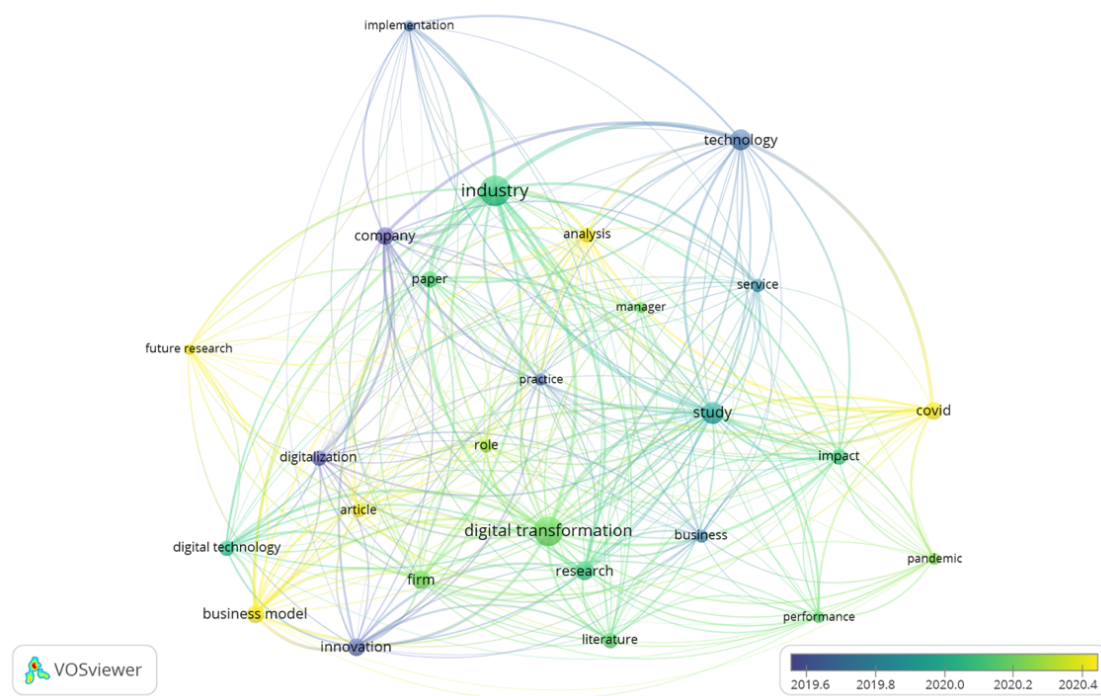 implementation
technology
industry
company
analysis
paper
service
manager
future research
practice
study
covid
role
digitalization
impact
article
digital transformation
business
digital technology
research
pandemic
firm
business model
performance
literature
innovation
VOSviewer
2019.6 2019.8 2020.0 2020.2 2020.4